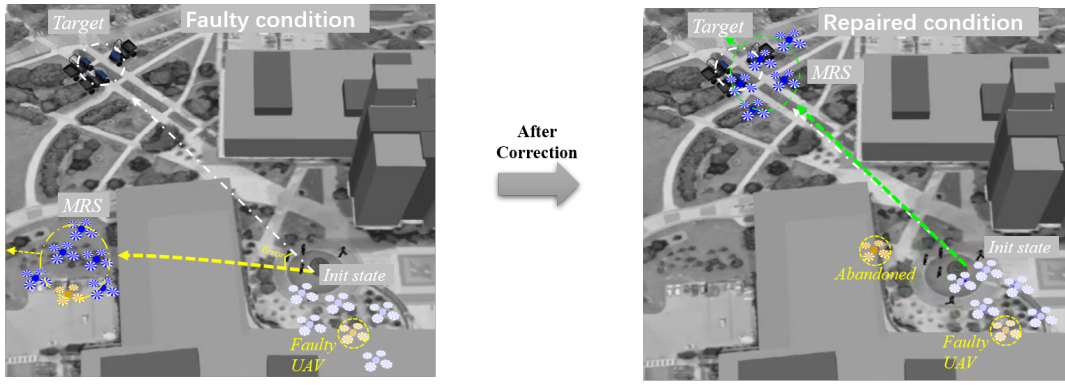 Target
Faulty condition
MRS
Error
Init state
Faulty
UAV
After
Correction
Target
Repaired condition
MRS
Init state
Abandoned
Faulty
UAV